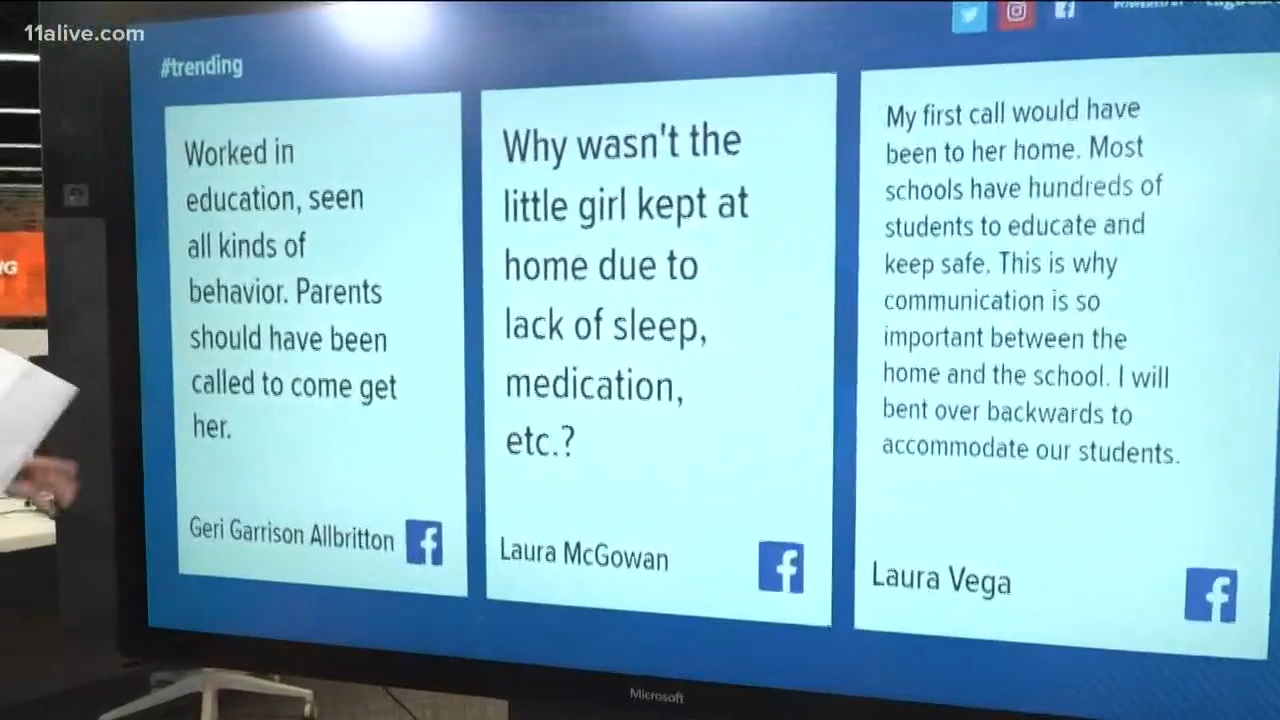 11alive.com
#trending
NG
Worked in
education, seen
all kinds of
behavior. Parents
should have been
called to come get
her.
Geri Garrison Allbritton
Why wasn't the
little girl kept at
home due to
lack of sleep,
medication,
etc.?
Laura McGowan
My first call would have
been to her home. Most
schools have hundreds of
students to educate and
keep safe. This is why
communication is so
important between the
home and the school. I will
bent over backwards to
accommodate our students.
Laura Vega
Microsoft